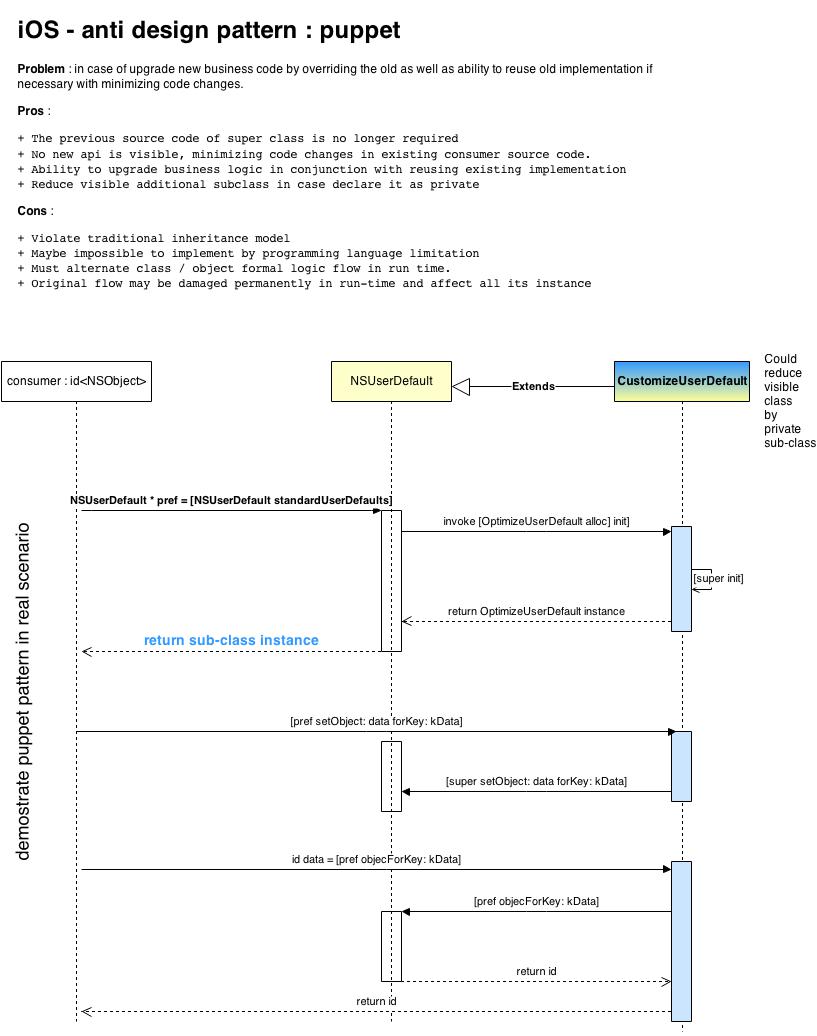 iOS - anti design pattern : puppet
Problem : in case of upgrade new business code by overriding the old as well as ability to reuse old implementation if
necessary with minimizing code changes.
Pros :
+ The previous source code of super class is no longer required
+ No new api is visible, minimizing code changes in existing consumer source code.
+ Ability to upgrade business logic in conjunction with reusing existing implementation
+ Reduce visible additional subclass in case declare it as private
Cons :
+ Violate traditional inheritance model
+ Maybe impossible to implement by programming language limitation
+ Must alternate class / object formal logic flow in run time.
+ Original flow may be damaged permanently in run-time and affect all its instance
consumer : id<NSObject>
NSUserDefault
Extends
CustomizeUserDefault
Could
reduce
visible
class
by
private
sub-class
demostrate puppet pattern in real scenario
NSUserDefault * pref = [NSUserDefault standardUserDefaults]
invoke [OptimizeUserDefault alloc] init]
[super init]
return OptimizeUserDefault instance
return sub-class instance
[pref setObject: data forKey: kData]
[super setObject: data forKey: kData]
id data = [pref objecForKey: kData]
[pref objecForKey: kData]
return id
return id